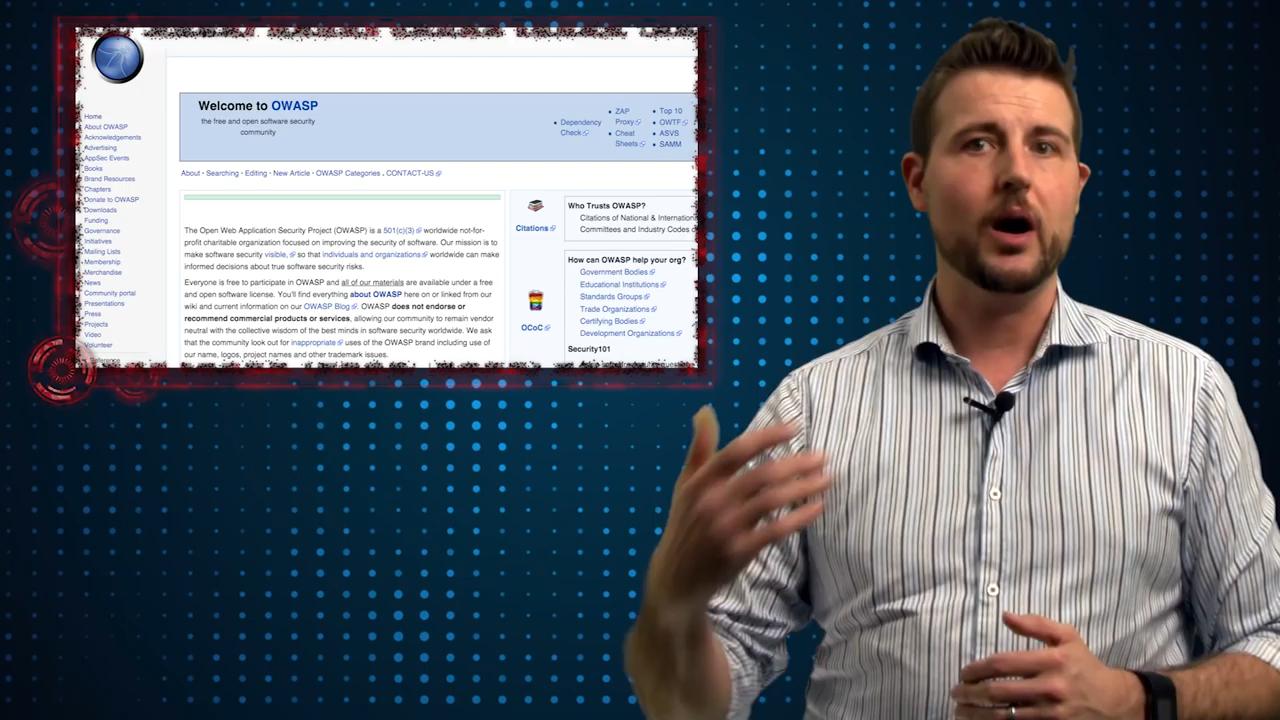 Home
About OWASP
Acknowledgements
Advertising
AppSec Events
Books
Brand Resources
Chapters
Donate to OWASP
Downloads
Funding
Governance
Initiatives
Mailing Lists
Membership
Merchandise
News
Community portal
Presentations
Press
Projects
Video
Volunteer
Reference
Welcome to OWASP
the free and open software security
community
Dependency
Check
ZAP
Proxy
Cheat
Sheets
Top 10
OWTF
ASVS
SAMM
About · Searching · Editing · New Article · OWASP Categories . CONTACT-US
The Open Web Application Security Project (OWASP) is a 501(c)(3) worldwide not-for-
profit charitable organization focused on improving the security of software. Our mission is to
make software security visible, so that individuals and organizations worldwide can make
informed decisions about true software security risks.
Everyone is free to participate in OWASP and all of our materials are available under a free
and open software license. You'll find everything about OWASP here on or linked from our
wiki and current information on our OWASP Blog. OWASP does not endorse or
recommend commercial products or services, allowing our community to remain vendor
neutral with the collective wisdom of the best minds in software security worldwide. We ask
that the community look out for inappropriate uses of the OWASP brand including use of
our name, logos, project names and other trademark issues.
Citations
OCoC
Who Trusts OWASP?
Citations of National & Internation
Committees and Industry Codes o
How can OWASP help your org?
Government Bodies
Educational Institutions
Standards Groups
Trade Organizations
Certifying Bodies
Development Organizations
Security101